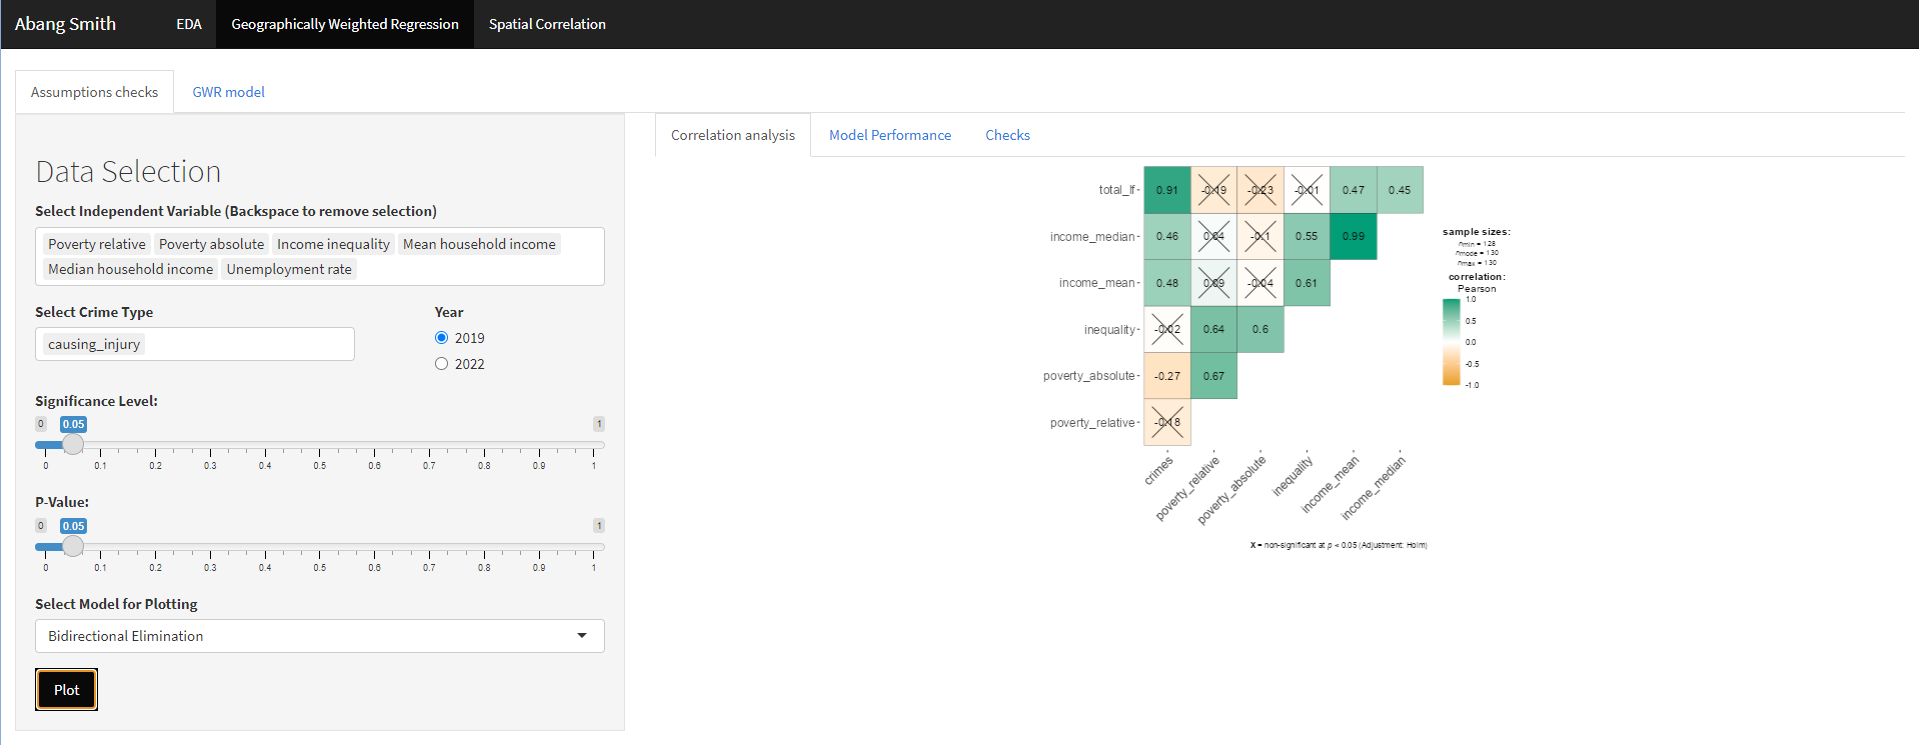 Abang Smith EDA Geographically Weighted Regression Spatial Correlation
Assumptions checks GWR model
Data Selection
Select Independent Variable (Backspace to remove selection)
Poverty relative Poverty absolute Income inequality Mean household income
Median household income Unemployment rate
Select Crime Type
causing_injury
Year
2019
2022
Significance Level:
0 0.05 1
0 0.1 0.2 0.3 0.4 0.5 0.6 0.7 0.8 0.9 1
P-Value:
0 0.05 1
0 0.1 0.2 0.3 0.4 0.5 0.6 0.7 0.8 0.9 1
Select Model for Plotting
Bidirectional Elimination
Plot
Correlation analysis Model Performance Checks
total_lf 0.91 -0.19 -0.23 -0.01 0.47 0.45
income_median 0.46 0.04 -0.1 0.55 0.99
income_mean 0.48 0.09 -0.04 0.61
inequality -0.02 0.64 0.6
poverty_absolute -0.27 0.67
poverty_relative -0.18
crimes poverty_relative poverty_absolute inequality income_mean income_median
sample sizes:
nmin = 128
nmode = 130
nmax = 130
correlation:
Pearson
1.0
0.5
0.0
-0.5
-1.0
X = non-significant at p < 0.05 (Adjustment: Holm)